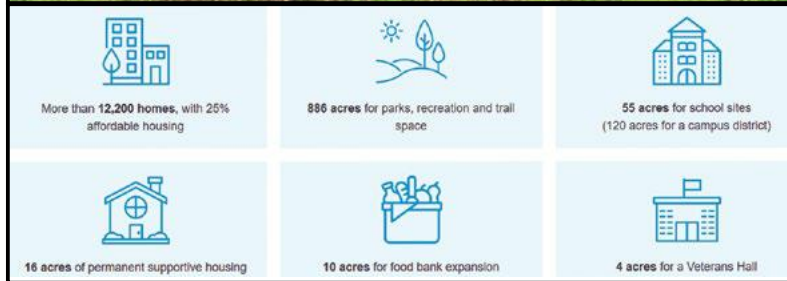 More than 12,200 homes, with 25%
affordable housing
886 acres for parks, recreation and trail
space
55 acres for school sites
(120 acres for a campus district)
16 acres of permanent supportive housing
10 acres for food bank expansion
4 acres for a Veterans Hall